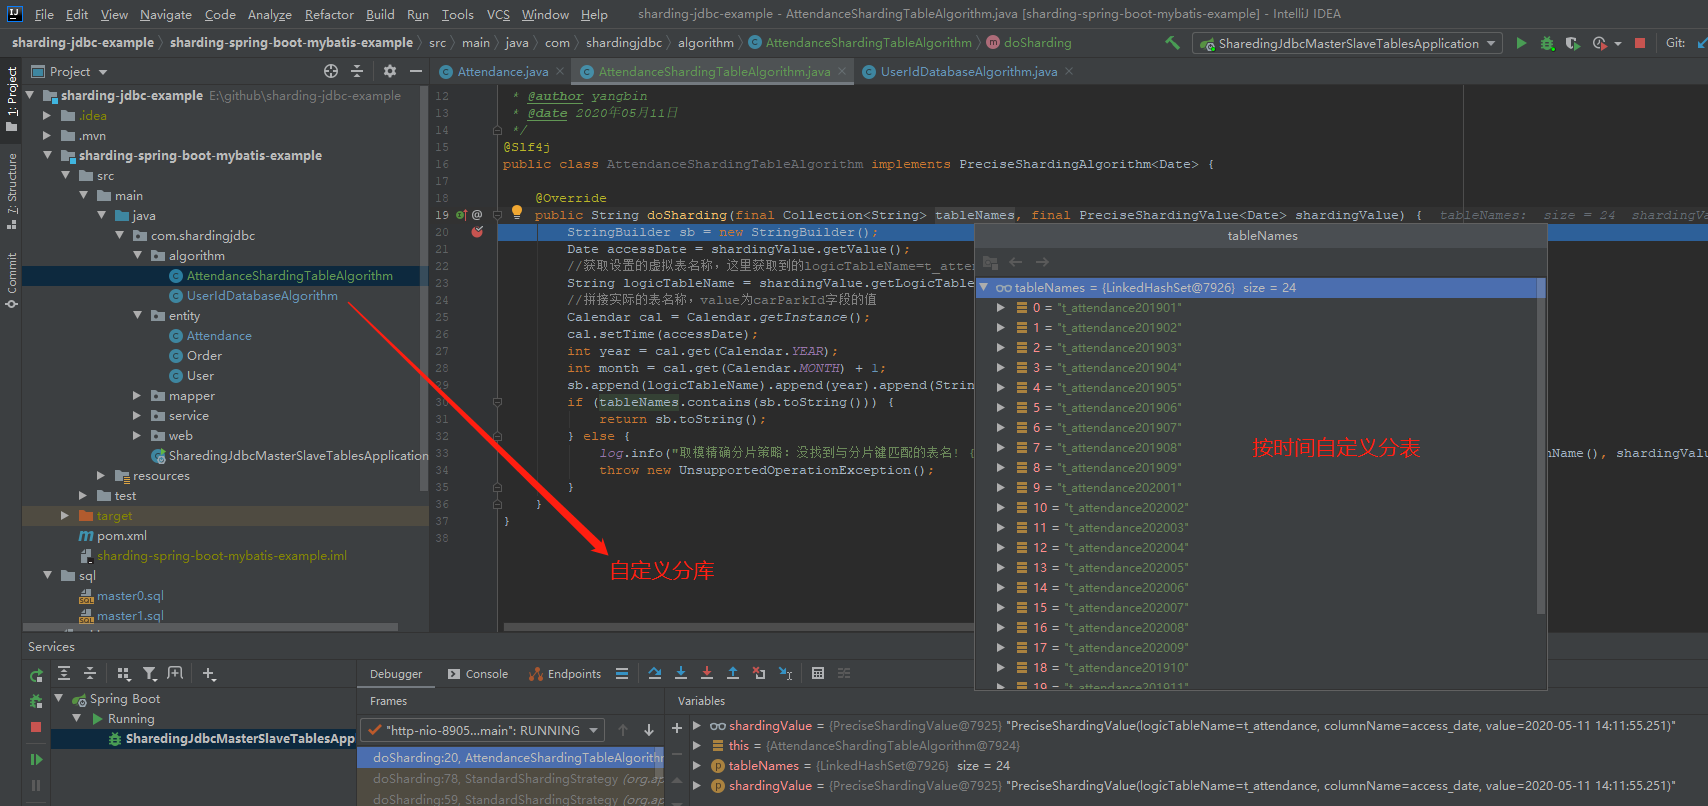 File Edit View Navigate Code Analyze Refactor Build Run Tools VCS Window Help sharding-jdbc-example - AttendanceShardingTableAlgorithm.java [sharding-spring-boot-mybatis-example] - IntelliJ IDEA
sharding-jdbc-example sharding-spring-boot-mybatis-example src main java com shardingjdbc algorithm AttendanceShardingTableAlgorithm doSharding SharedingJdbcMasterSlaveTablesApplication Git:
Project
Attendance.java AttendanceShardingTableAlgorithm.java UserIdDatabaseAlgorithm.java
1: Project
7: Structure
Commit
sharding-jdbc-example E:\github\sharding-jdbc-example
.idea
.mvn
sharding-spring-boot-mybatis-example
src
main
java
com.shardingjdbc
algorithm
AttendanceShardingTableAlgorithm
UserIdDatabaseAlgorithm
entity
Attendance
Order
User
mapper
service
web
SharedingJdbcMasterSlaveTablesApplication
resources
test
target
pom.xml
sharding-spring-boot-mybatis-example.iml
sql
master0.sql
master1.sql
12 * @author yangbin
13 * @date 2020年05月11日
14 */
15 @Slf4j
16 public class AttendanceShardingTableAlgorithm implements PreciseShardingAlgorithm<Date> {
17
18 @Override
19 public String doSharding(final Collection<String> tableNames, final PreciseShardingValue<Date> shardingValue) { tableNames: size = 24 shardingVa
20 StringBuilder sb = new StringBuilder();
21 Date accessDate = shardingValue.getValue();
22 //获取设置的虚拟表名称，这里获取到的logicTableName=t_atten
23 String logicTableName = shardingValue.getLogicTable
24 //拼接实际的表名称，value为carParkId字段的值
25 Calendar cal = Calendar.getInstance();
26 cal.setTime(accessDate);
27 int year = cal.get(Calendar.YEAR);
28 int month = cal.get(Calendar.MONTH) + 1;
29 sb.append(logicTableName).append(year).append(Strin
30 if (tableNames.contains(sb.toString())) {
31 return sb.toString();
32 } else {
33 log.info("取模精确分片策略：没找到与分片键匹配的表名! { nName(), shardingValu
34 throw new UnsupportedOperationException();
35 }
36 }
37 }
38
自定义分库
tableNames
tableNames = {LinkedHashSet@7926} size = 24
0 = "t_attendance201901"
1 = "t_attendance201902"
2 = "t_attendance201903"
3 = "t_attendance201904"
4 = "t_attendance201905"
5 = "t_attendance201906"
6 = "t_attendance201907"
7 = "t_attendance201908"
8 = "t_attendance201909"
9 = "t_attendance202001"
10 = "t_attendance202002"
11 = "t_attendance202003"
12 = "t_attendance202004"
13 = "t_attendance202005"
14 = "t_attendance202006"
15 = "t_attendance202007"
16 = "t_attendance202008"
17 = "t_attendance202009"
18 = "t_attendance201910"
19 = "t_attendance201911"
按时间自定义分表
Services
Debugger Console Endpoints
Spring Boot
Running
SharedingJdbcMasterSlaveTablesApp
Frames
"http-nio-8905...main": RUNNING
doSharding:20, AttendanceShardingTableAlgorithm
doSharding:78, StandardShardingStrategy (org.ap
doSharding:59, StandardShardingStrategy (org.ap
Variables
shardingValue = {PreciseShardingValue@7925} "PreciseShardingValue(logicTableName=t_attendance, columnName=access_date, value=2020-05-11 14:11:55.251)"
this = {AttendanceShardingTableAlgorithm@7924}
tableNames = {LinkedHashSet@7926} size = 24
shardingValue = {PreciseShardingValue@7925} "PreciseShardingValue(logicTableName=t_attendance, columnName=access_date, value=2020-05-11 14:11:55.251)"